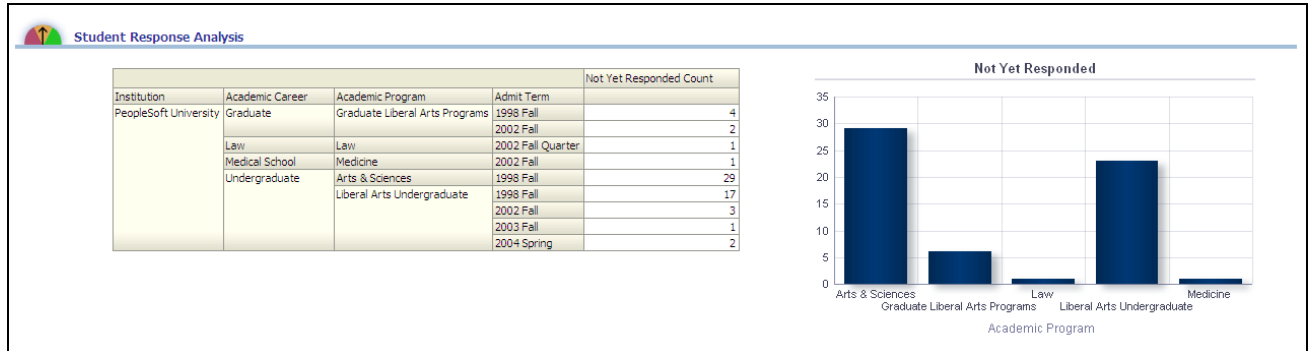 Student Response Analysis
Not Yet Responded Count
Institution Academic Career Academic Program Admit Term
PeopleSoft University Graduate Graduate Liberal Arts Programs 1998 Fall 4
2002 Fall 2
Law Law 2002 Fall Quarter 1
Medical School Medicine 2002 Fall 1
Undergraduate Arts & Sciences 1998 Fall 29
Liberal Arts Undergraduate 1998 Fall 17
2002 Fall 3
2003 Fall 1
2004 Spring 2
Not Yet Responded
35
30
25
20
15
10
5
0
Arts & Sciences Law Medicine
Graduate Liberal Arts Programs Liberal Arts Undergraduate
Academic Program